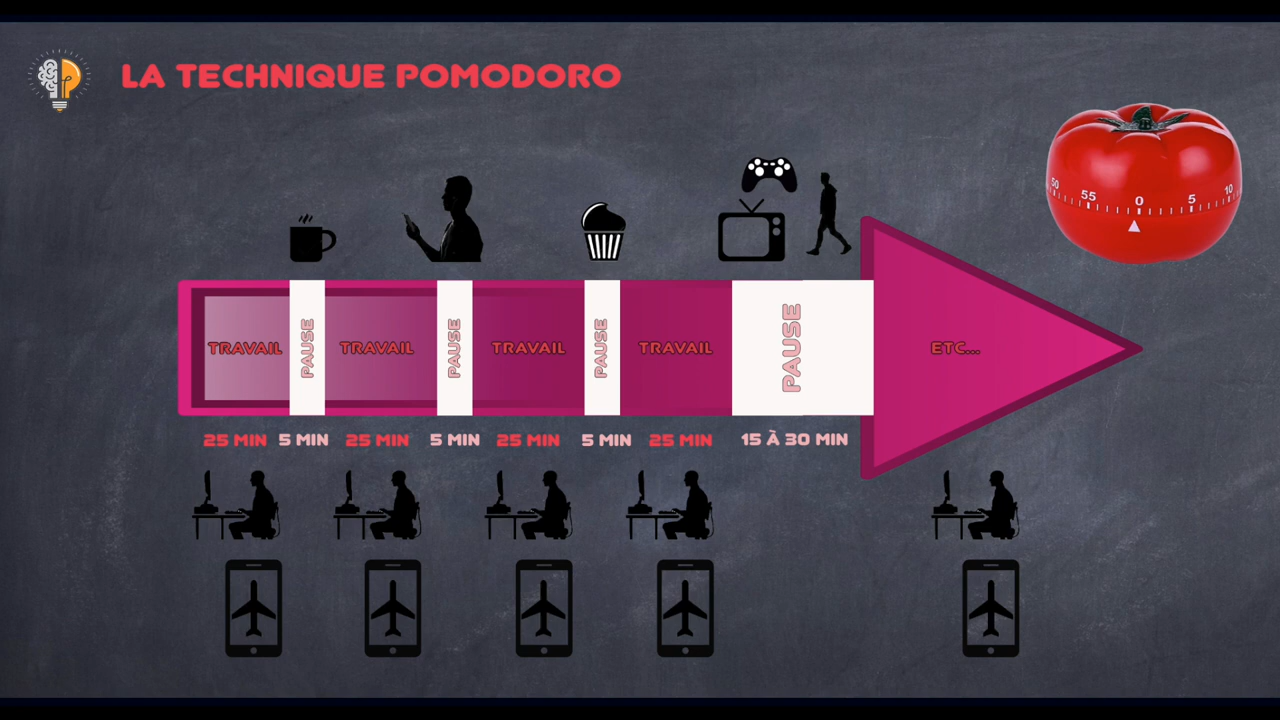 LA TECHNIQUE POMODORO
50 55 0 5 10
TRAVAIL PAUSE TRAVAIL PAUSE TRAVAIL PAUSE TRAVAIL PAUSE ETC...
25 MIN 5 MIN 25 MIN 5 MIN 25 MIN 5 MIN 25 MIN 15 À 30 MIN